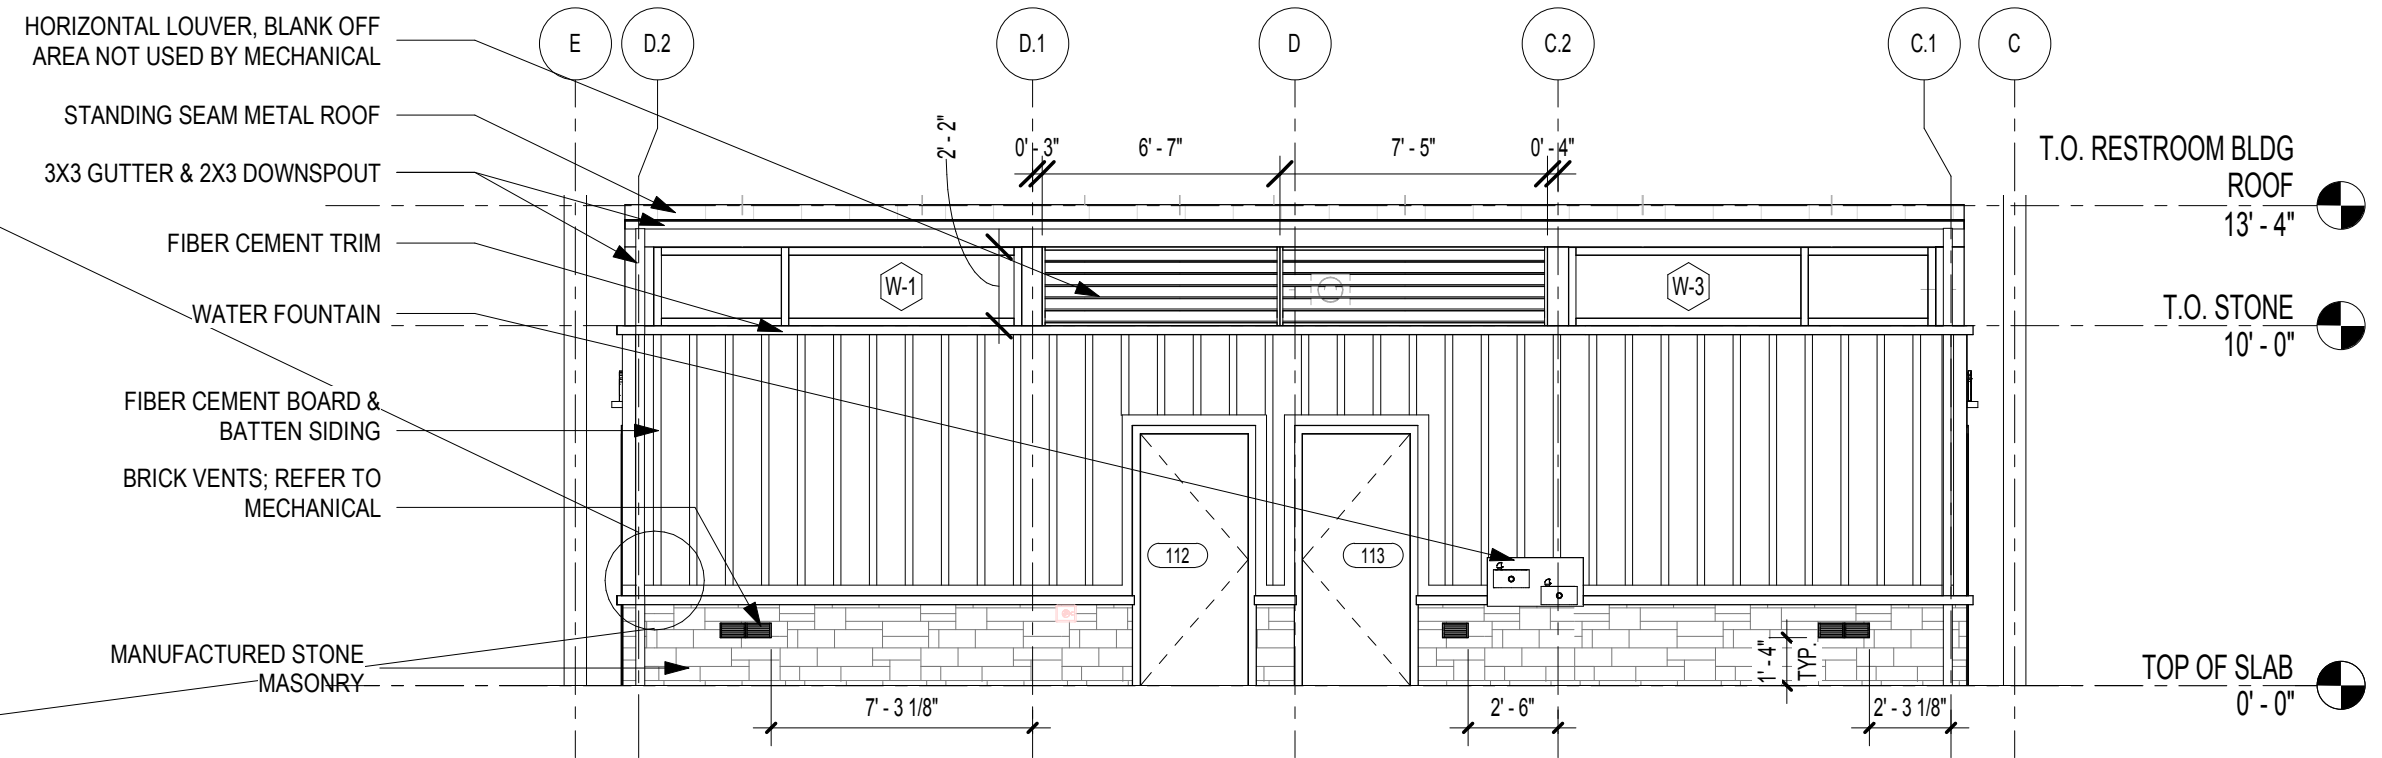 HORIZONTAL LOUVER, BLANK OFF
AREA NOT USED BY MECHANICAL
STANDING SEAM METAL ROOF
3X3 GUTTER & 2X3 DOWNSPOUT
FIBER CEMENT TRIM
WATER FOUNTAIN
FIBER CEMENT BOARD &
BATTEN SIDING
BRICK VENTS; REFER TO
MECHANICAL
MANUFACTURED STONE
MASONRY
E
D.2
D.1
D
C.2
C.1
C
2' - 2"
0' - 3"
6' - 7"
7' - 5"
0' - 4"
W-1
W-3
112
113
7' - 3 1/8"
2' - 6"
1' - 4"
TYP.
2' - 3 1/8"
T.O. RESTROOM BLDG
ROOF
13' - 4"
T.O. STONE
10' - 0"
TOP OF SLAB
0' - 0"